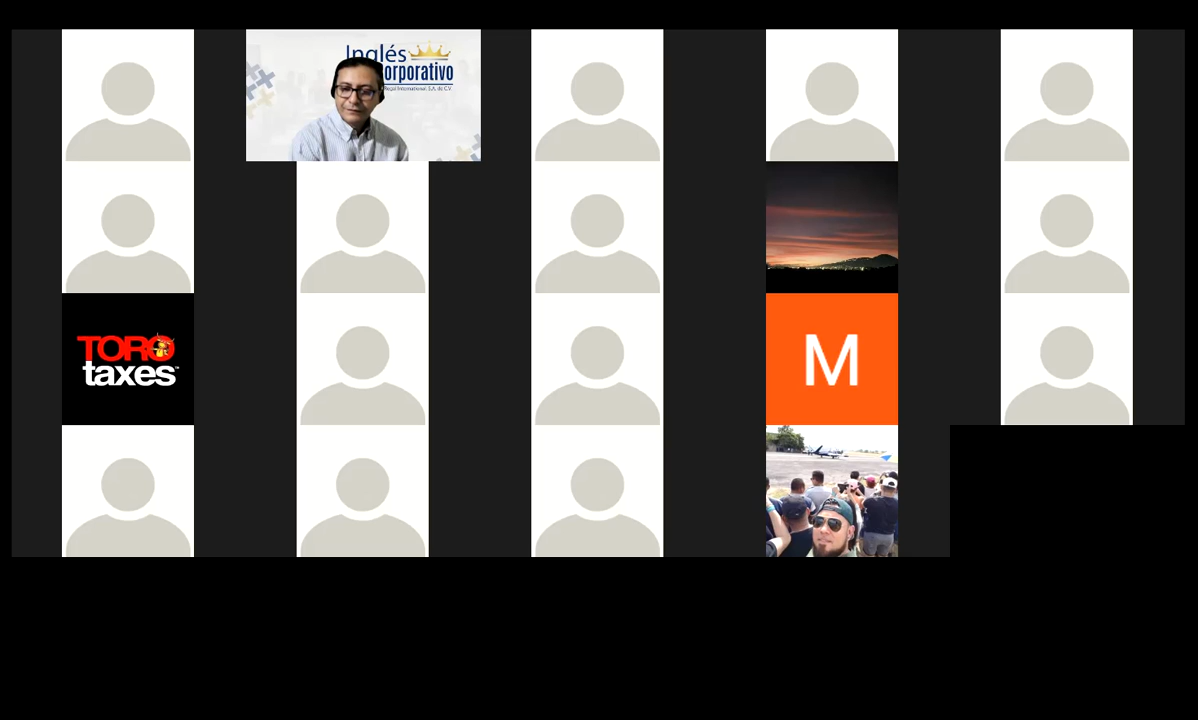 Inglés
orporativo
Regal International, S.A. de C.V.
TORO
taxes
M